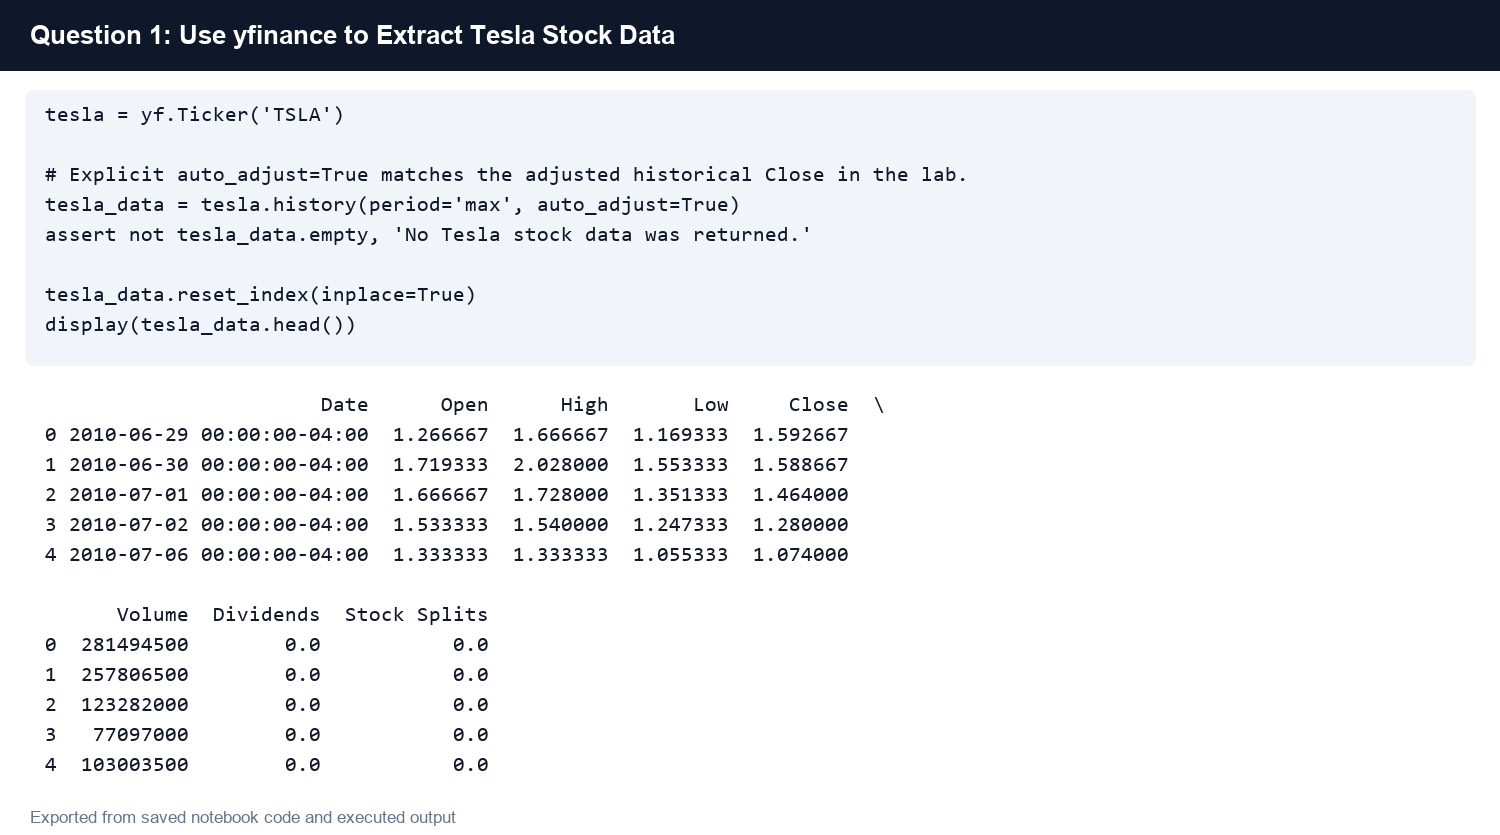 Question 1: Use yfinance to Extract Tesla Stock Data
tesla = yf.Ticker('TSLA')
# Explicit auto_adjust=True matches the adjusted historical Close in the lab.
tesla_data = tesla.history(period='max', auto_adjust=True)
assert not tesla_data.empty, 'No Tesla stock data was returned.'
tesla_data.reset_index(inplace=True)
display(tesla_data.head())
Date Open High Low Close \
0 2010-06-29 00:00:00-04:00 1.266667 1.666667 1.169333 1.592667
1 2010-06-30 00:00:00-04:00 1.719333 2.028000 1.553333 1.588667
2 2010-07-01 00:00:00-04:00 1.666667 1.728000 1.351333 1.464000
3 2010-07-02 00:00:00-04:00 1.533333 1.540000 1.247333 1.280000
4 2010-07-06 00:00:00-04:00 1.333333 1.333333 1.055333 1.074000
Volume Dividends Stock Splits
0 281494500 0.0 0.0
1 257806500 0.0 0.0
2 123282000 0.0 0.0
3 77097000 0.0 0.0
4 103003500 0.0 0.0
Exported from saved notebook code and executed output